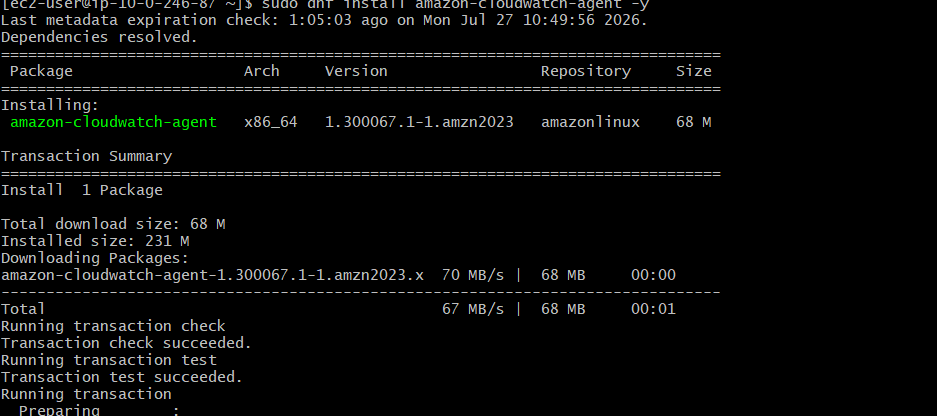 [ec2-user@ip-10-0-246-87 ~]$ sudo dnf install amazon-cloudwatch-agent -y
Last metadata expiration check: 1:05:03 ago on Mon Jul 27 10:49:56 2026.
Dependencies resolved.
================================================================================
 Package                   Arch     Version                 Repository     Size
================================================================================
Installing:
 amazon-cloudwatch-agent   x86_64   1.300067.1-1.amzn2023   amazonlinux    68 M

Transaction Summary
================================================================================
Install  1 Package

Total download size: 68 M
Installed size: 231 M
Downloading Packages:
amazon-cloudwatch-agent-1.300067.1-1.amzn2023.x  70 MB/s |  68 MB     00:00
--------------------------------------------------------------------------------
Total                                            67 MB/s |  68 MB     00:01
Running transaction check
Transaction check succeeded.
Running transaction test
Transaction test succeeded.
Running transaction
  Preparing        :